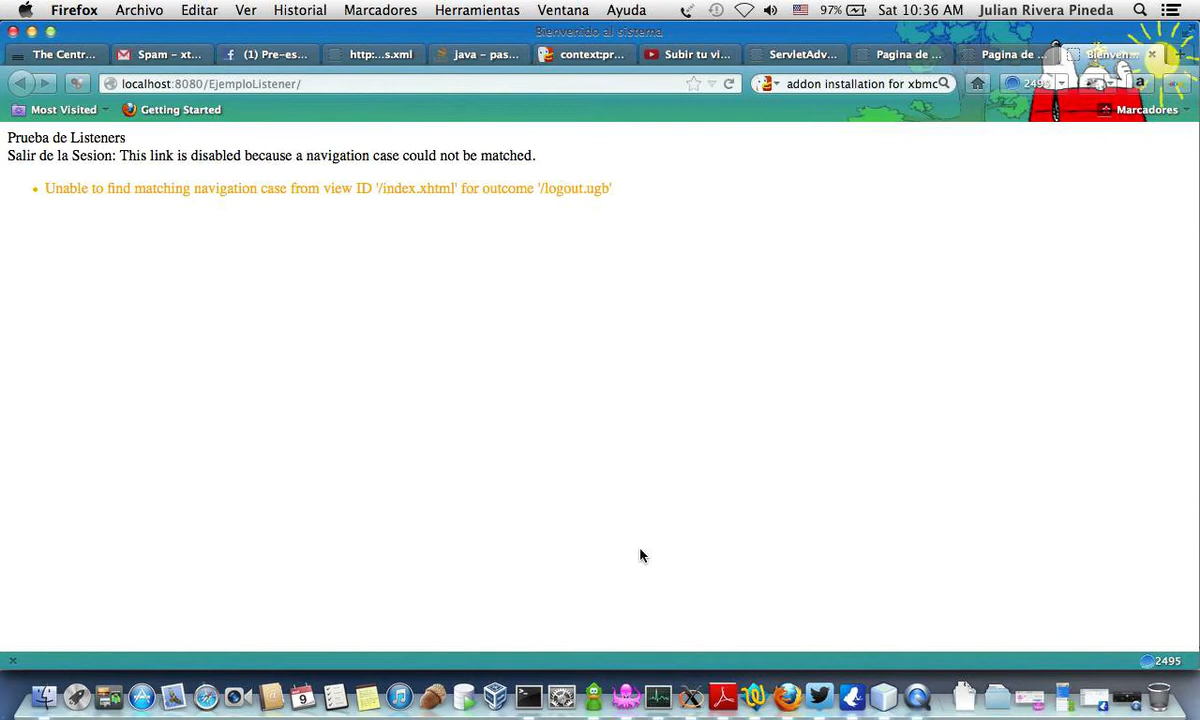 Firefox Archivo Editar Ver Historial Marcadores Herramientas Ventana Ayuda 97% Sat 10:36 AM Julian Rivera Pineda
Bienvenido al sistema
The Centr... Spam – xt... (1) Pre-es... http:...s.xml java – pas... context:pr... Subir tu vi... ServletAdv... Pagina de ... Pagina de ... Bienven...
localhost:8080/EjemploListener/ addon installation for xbmc 2495
Most Visited Getting Started Marcadores
Prueba de Listeners
Salir de la Sesion: This link is disabled because a navigation case could not be matched.
• Unable to find matching navigation case from view ID '/index.xhtml' for outcome '/logout.ugb'
2495
9